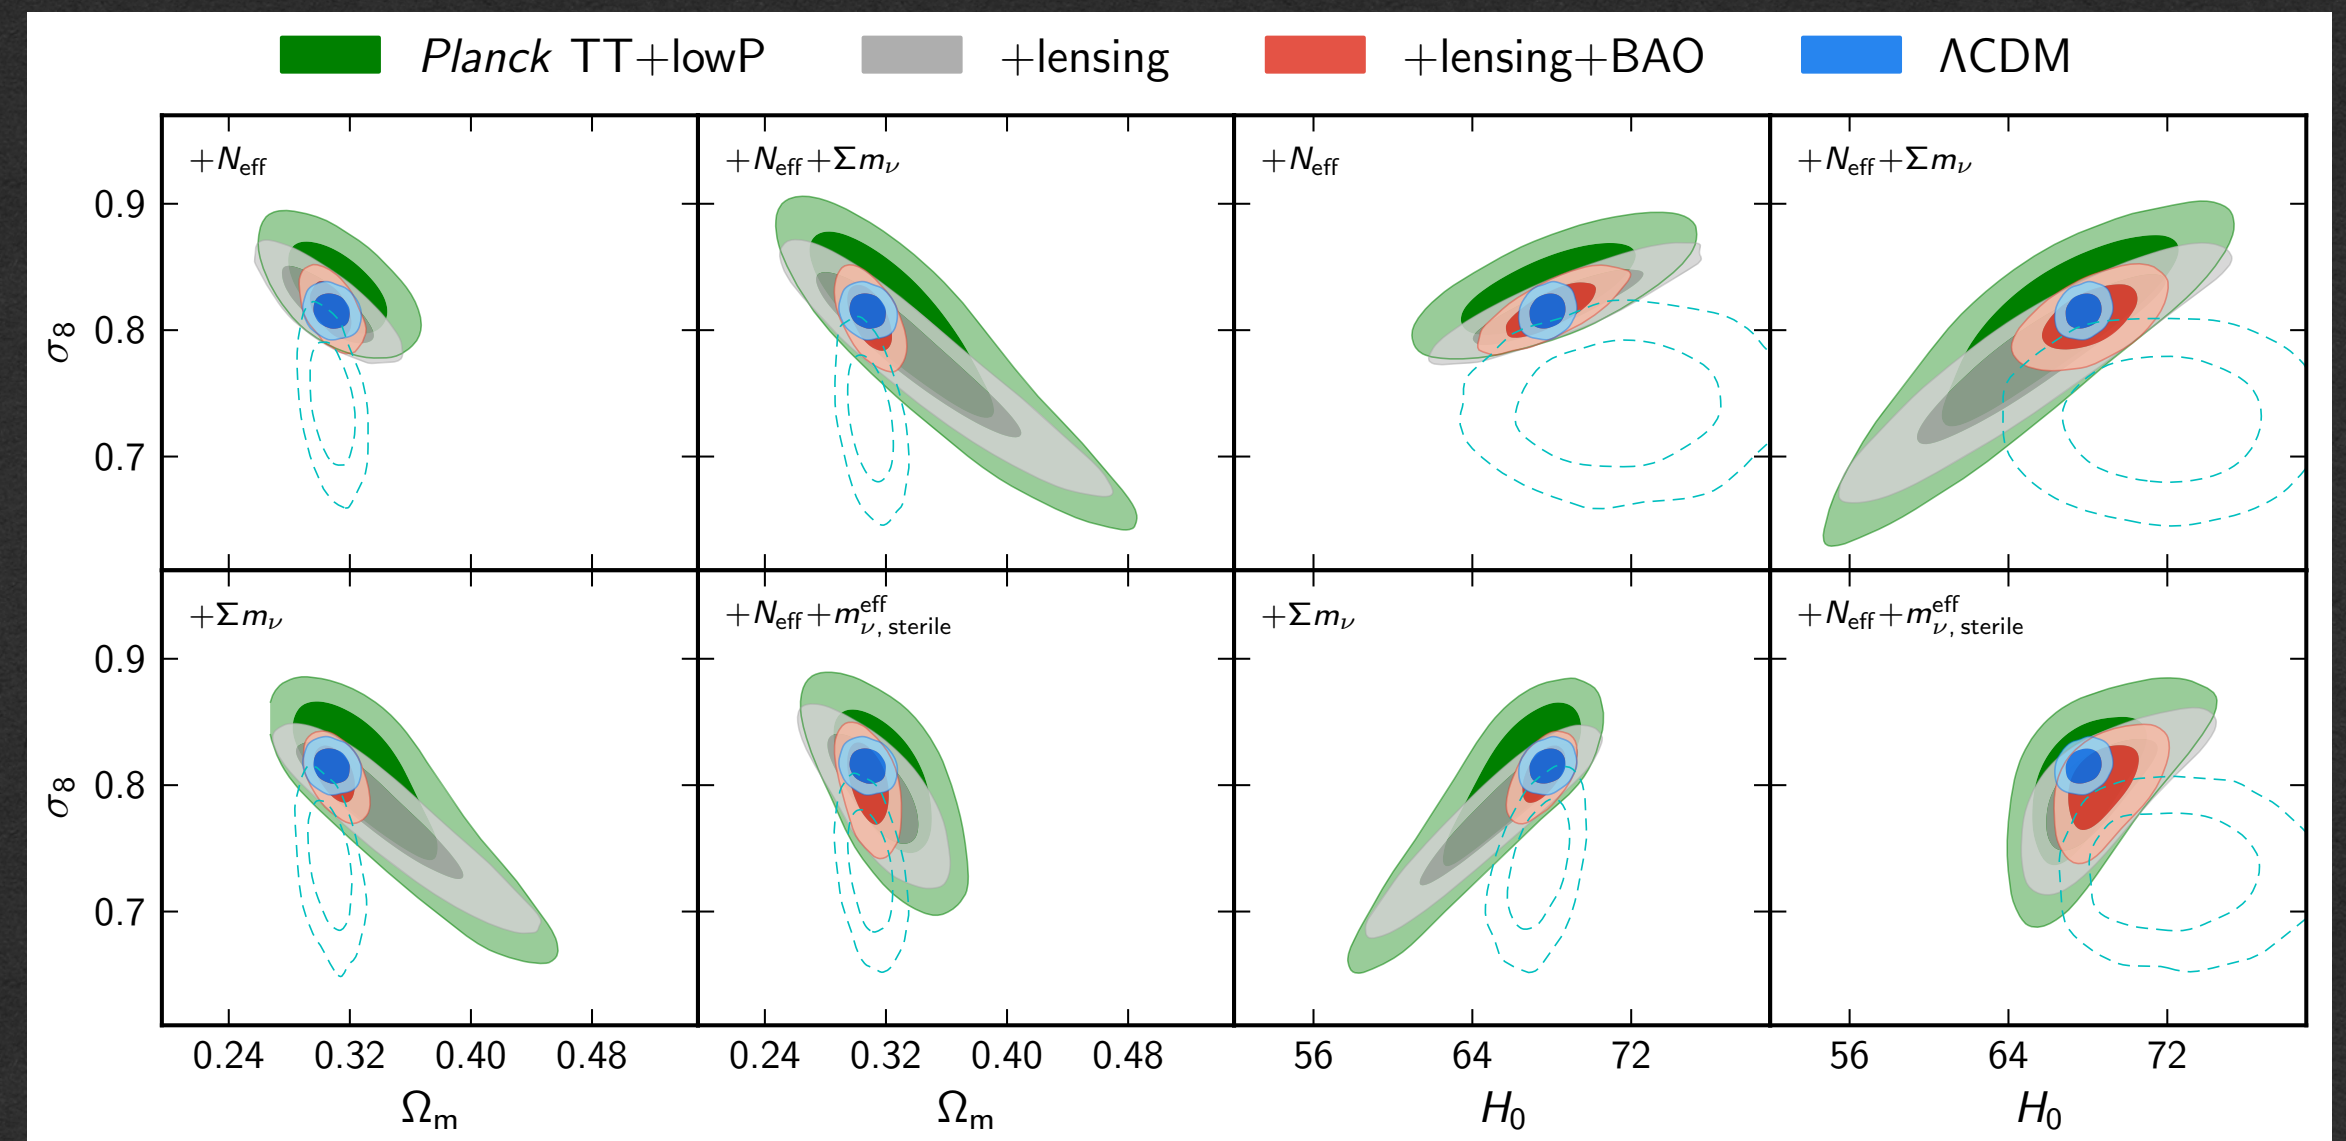 Planck TT+lowP +lensing +lensing+BAO ΛCDM
+Neff +Neff+Σmν +Neff +Neff+Σmν
0.9
0.8
0.7
σ8
+Σmν +Neff+m^eff_ν, sterile +Σmν +Neff+m^eff_ν, sterile
0.9
0.8
0.7
σ8
0.24 0.32 0.40 0.48 0.24 0.32 0.40 0.48 56 64 72 56 64 72
Ωm Ωm H0 H0